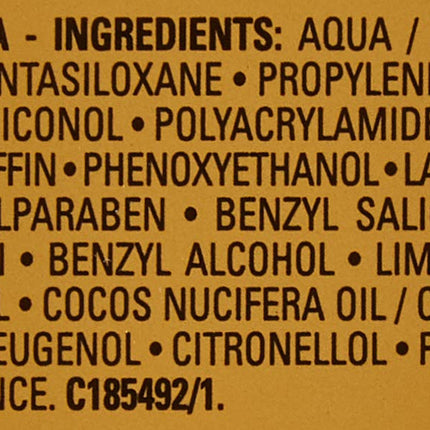 A - INGREDIENTS: AQUA /
NTASILOXANE • PROPYLEN
ICONOL • POLYACRYLAMIDE
FFIN • PHENOXYETHANOL • LA
LPARABEN • BENZYL SALI
• BENZYL ALCOHOL • LIM
L • COCOS NUCIFERA OIL / C
EUGENOL • CITRONELLOL •
NCE. C185492/1.